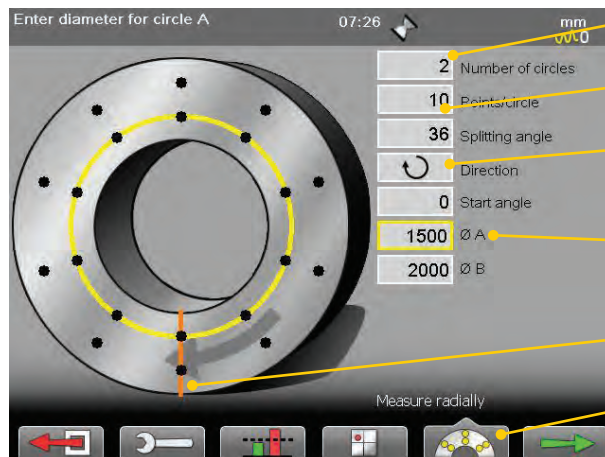 Enter diameter for circle A
07:26
mm
0
2 Number of circles
10 Points/circle
36 Splitting angle
Direction
0 Start angle
1500 Ø A
2000 Ø B
Measure radially